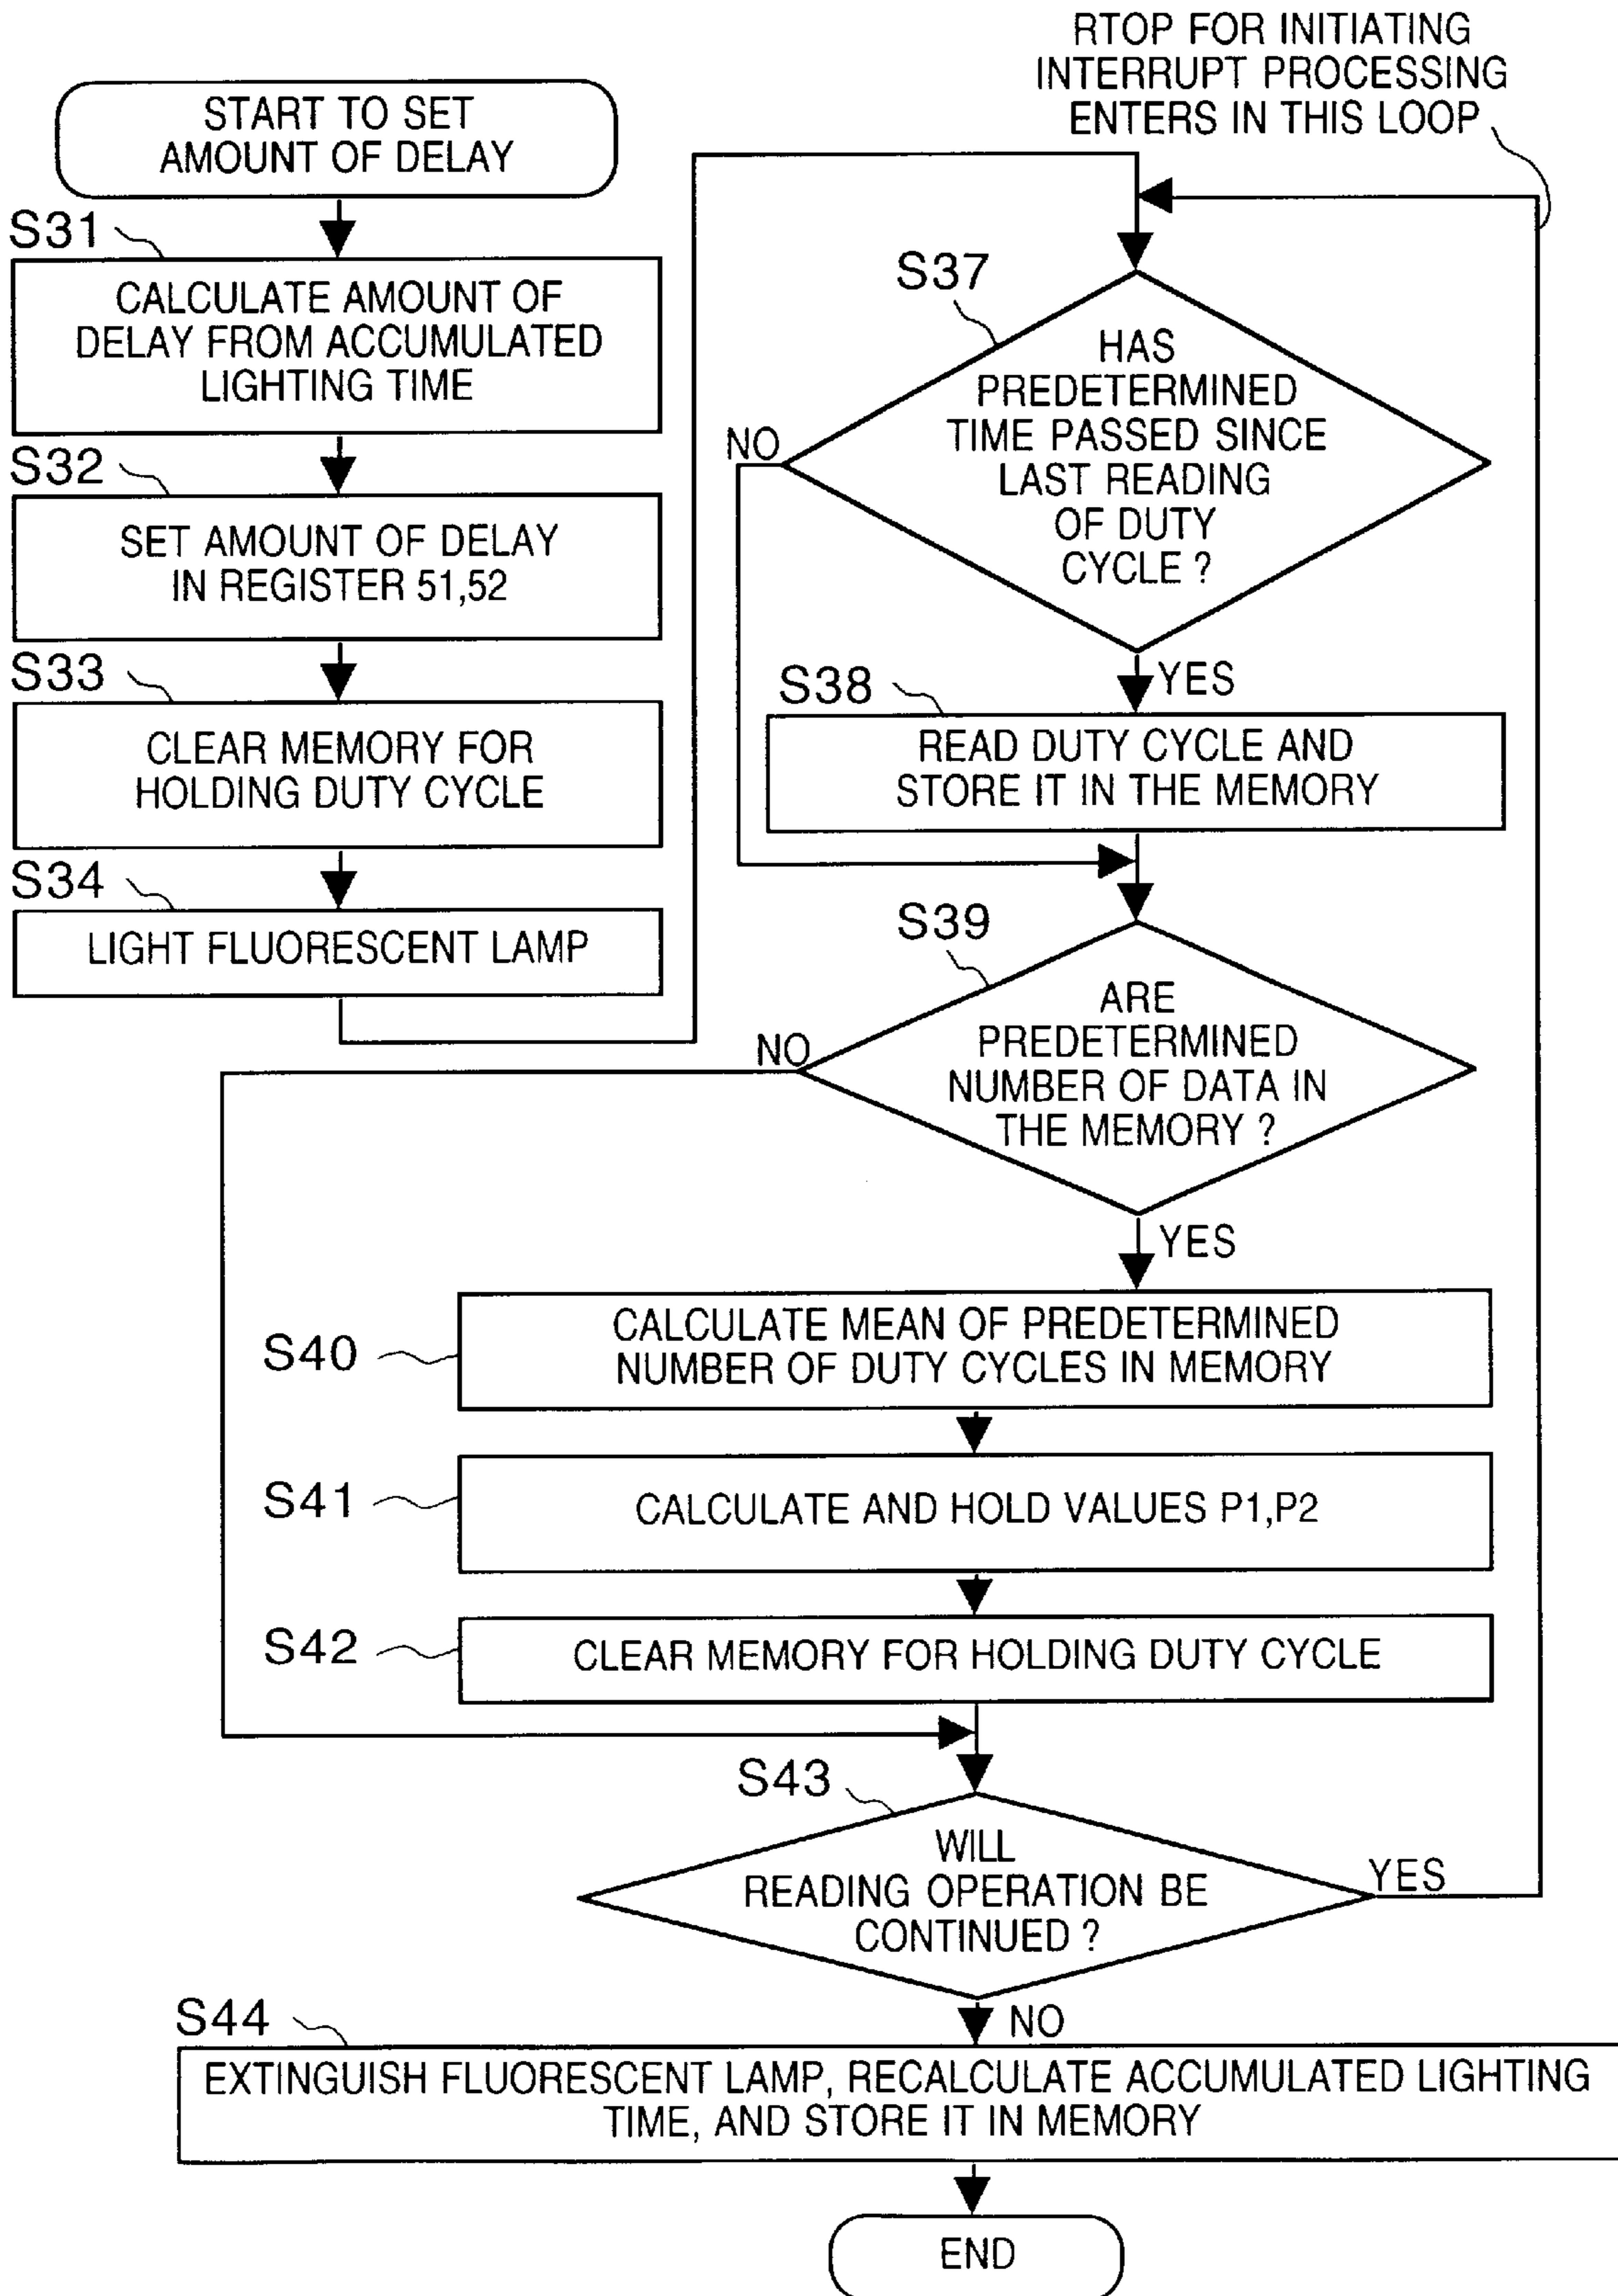 RTOP FOR INITIATING
INTERRUPT PROCESSING
ENTERS IN THIS LOOP
START TO SET
AMOUNT OF DELAY
S31
CALCULATE AMOUNT OF
DELAY FROM ACCUMULATED
LIGHTING TIME
S32
SET AMOUNT OF DELAY
IN REGISTER 51,52
S33
CLEAR MEMORY FOR
HOLDING DUTY CYCLE
S34
LIGHT FLUORESCENT LAMP
S37
HAS
PREDETERMINED
TIME PASSED SINCE
LAST READING
OF DUTY
CYCLE ?
NO
YES
S38
READ DUTY CYCLE AND
STORE IT IN THE MEMORY
S39
ARE
PREDETERMINED
NUMBER OF DATA IN
THE MEMORY ?
NO
YES
S40
CALCULATE MEAN OF PREDETERMINED
NUMBER OF DUTY CYCLES IN MEMORY
S41
CALCULATE AND HOLD VALUES P1,P2
S42
CLEAR MEMORY FOR HOLDING DUTY CYCLE
S43
WILL
READING OPERATION BE
CONTINUED ?
YES
NO
S44
EXTINGUISH FLUORESCENT LAMP, RECALCULATE ACCUMULATED LIGHTING
TIME, AND STORE IT IN MEMORY
END